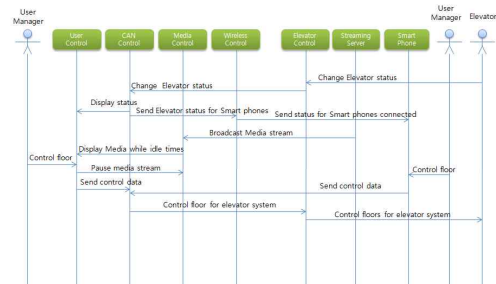 User
Manager
User
Manager
Elevator
User
Control
CAN
Control
Media
Control
Wireless
Control
Elevator
Control
Streaming
Server
Smart
Phone
Change Elevator status
Change Elevator status
Display status
Send Elevator status for Smart phones
Send status for Smart phones connected
Broadcast Media stream
Display Media while idle times
Control floor
Control floor
Pause media stream
Send control data
Send control data
Control floor for elevator system
Control floors for elevator system